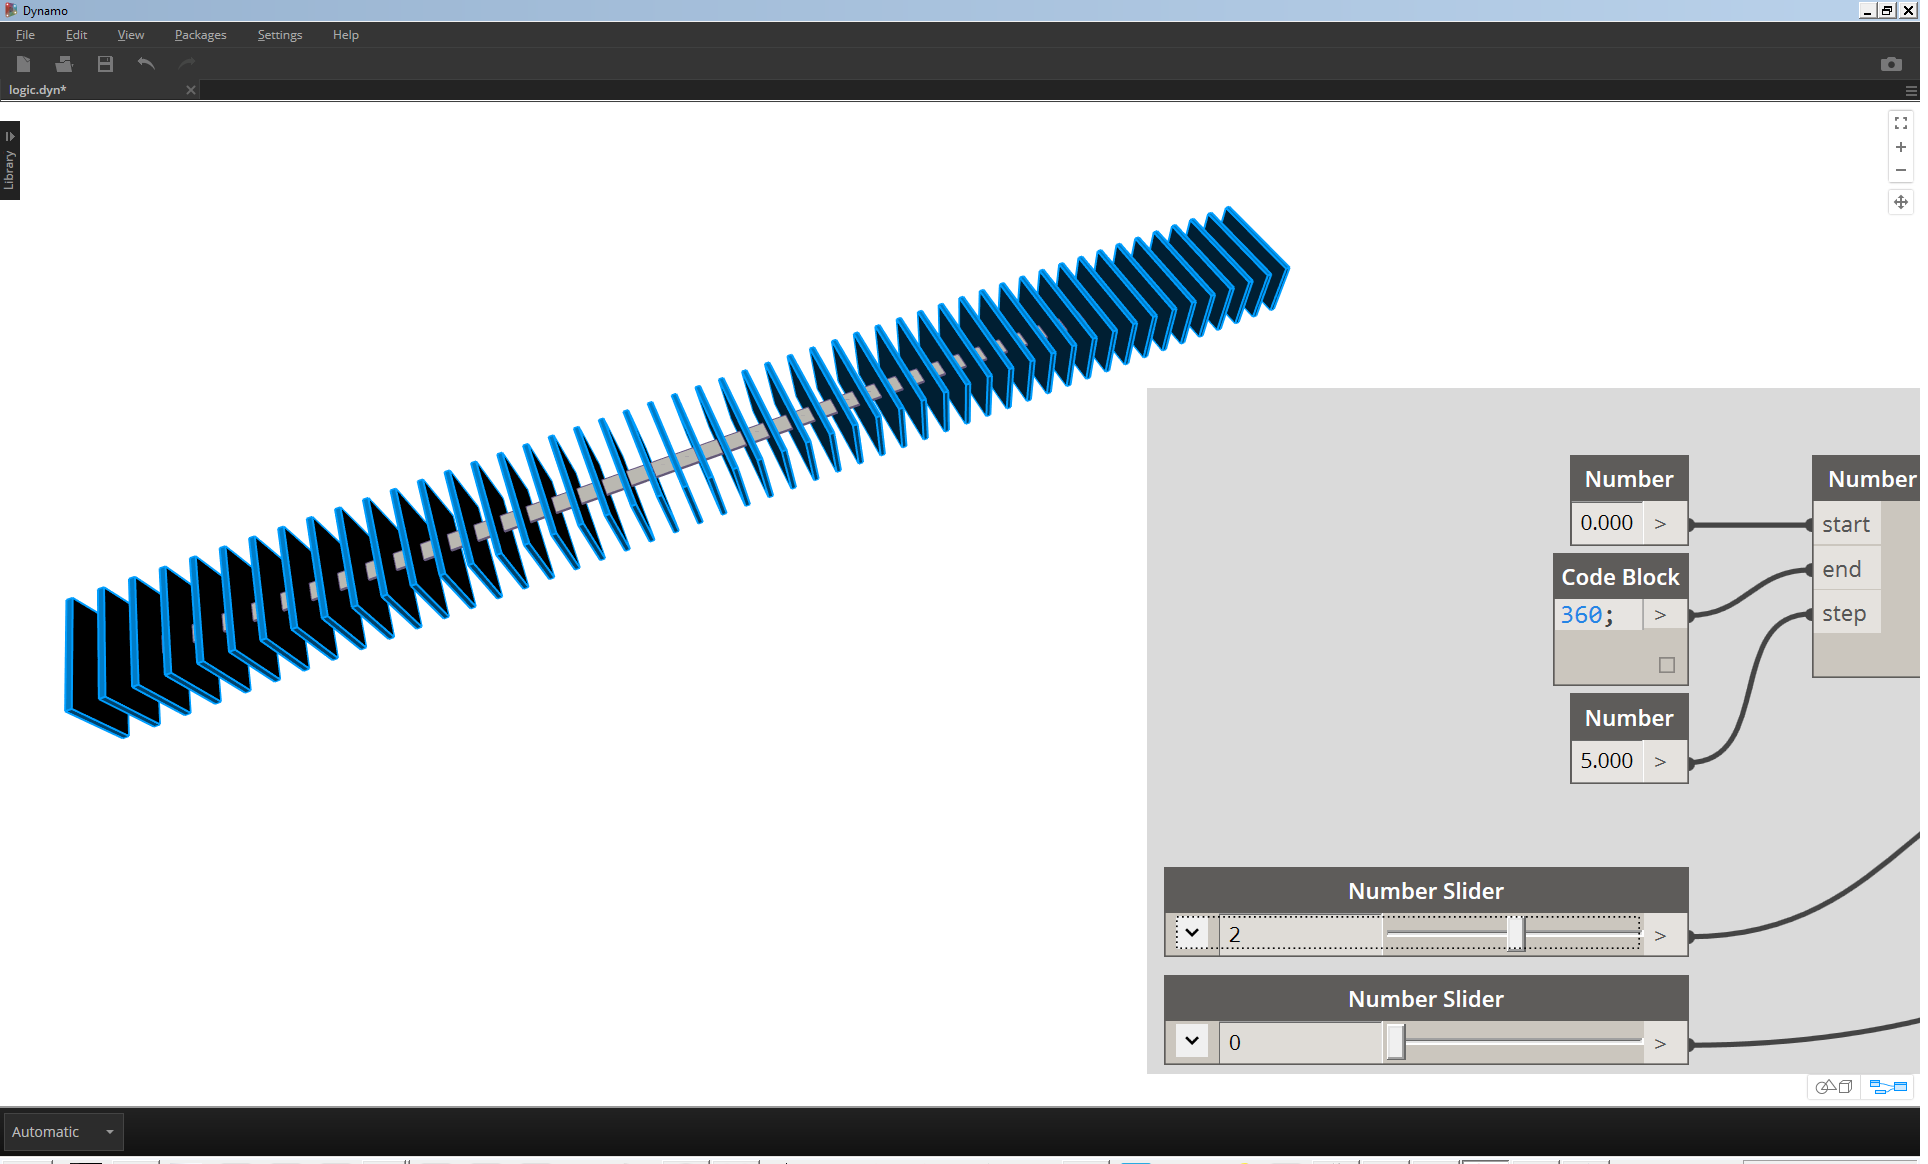 Dynamo
File Edit View Packages Settings Help
logic.dyn*
Library
Number
0.000 >
Code Block
360; >
Number
5.000 >
Number
start
end
step
Number Slider
2 >
Number Slider
0 >
Automatic